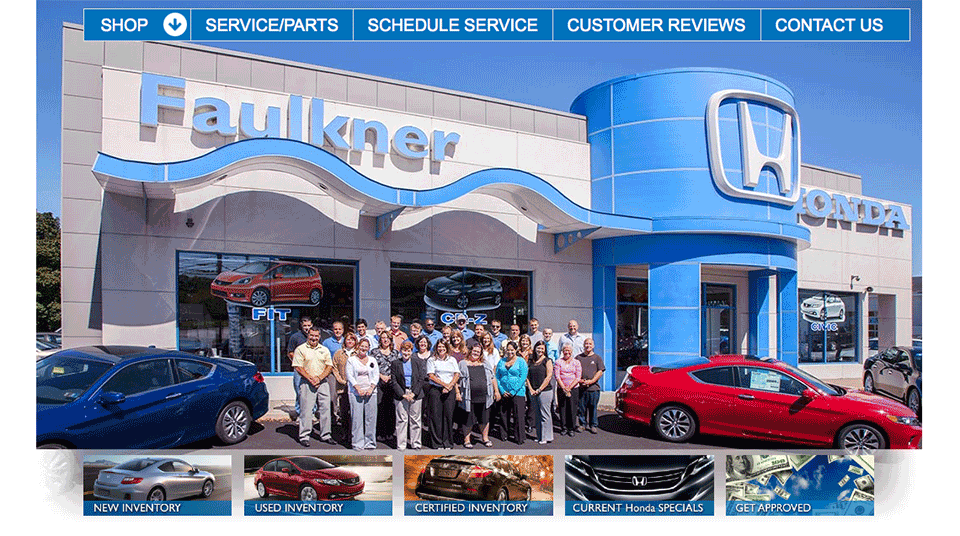 SHOP
SERVICE/PARTS
SCHEDULE SERVICE
CUSTOMER REVIEWS
CONTACT US
Faulkner
HONDA
FIT
CR-Z
CIVIC
NEW INVENTORY
USED INVENTORY
CERTIFIED INVENTORY
CURRENT Honda SPECIALS
GET APPROVED